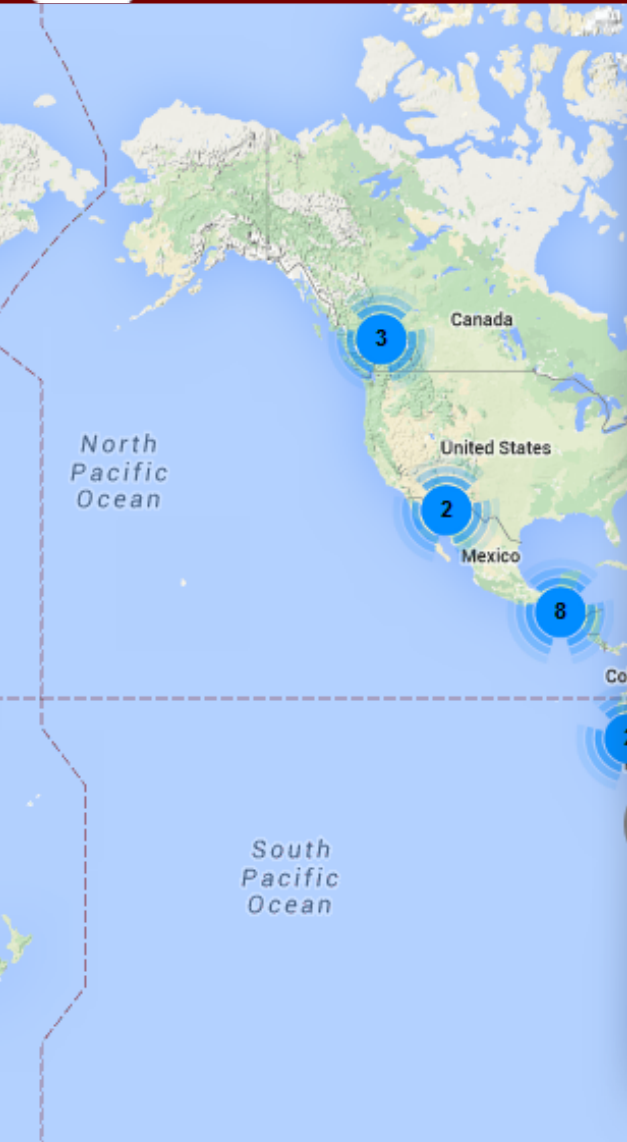 Canada
3
North
Pacific
Ocean
United States
2
Mexico
8
South
Pacific
Ocean